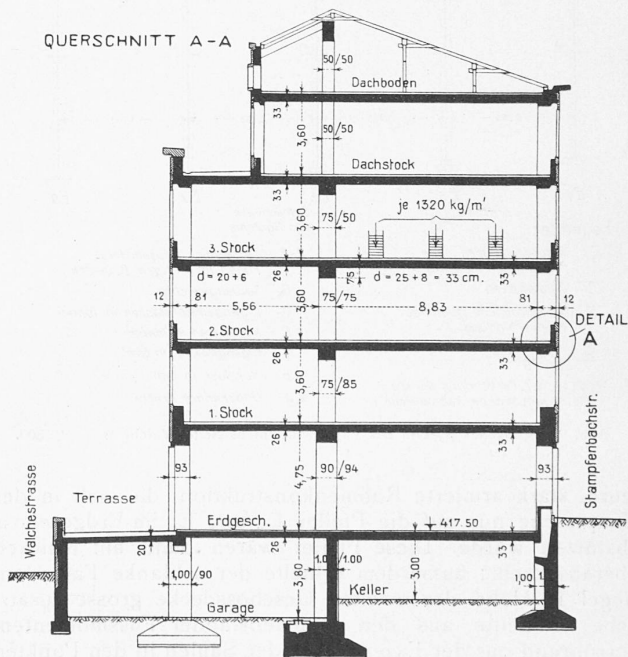 QUERSCHNITT A-A
50/50
Dachboden
33
3,60
50/50
Dachstock
33
3,60
75/50
je 1320 kg/m'
3. Stock
26
33
d = 20+6
75
d = 25+8 = 33 cm.
12
81
5,56
3,60
75/75
8,83
81
12
DETAIL
A
2. Stock
26
33
3,60
75/85
1. Stock
26
33
93
4,75
90/94
93
Walchestrasse
Terrasse
Stampfenbachstr.
Erdgesch.
417.50
20
26
33
1,00/90
3,60
1.00/1.00
3,00
Keller
1,00
Garage